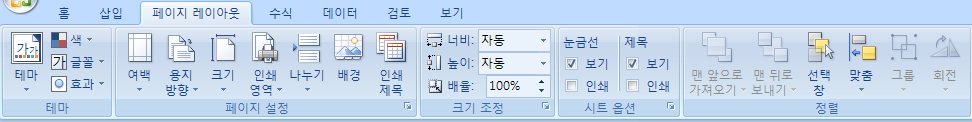 홈 삽입 페이지 레이아웃 수식 데이터 검토 보기
테마
색
글꼴
효과
테마
여백
용지 방향
크기
인쇄 영역
나누기
배경
인쇄 제목
페이지 설정
너비: 자동
높이: 자동
배율: 100%
크기 조정
눈금선
보기
인쇄
제목
보기
인쇄
시트 옵션
맨 앞으로 가져오기
맨 뒤로 보내기
선택 창
맞춤
그룹
회전
정렬